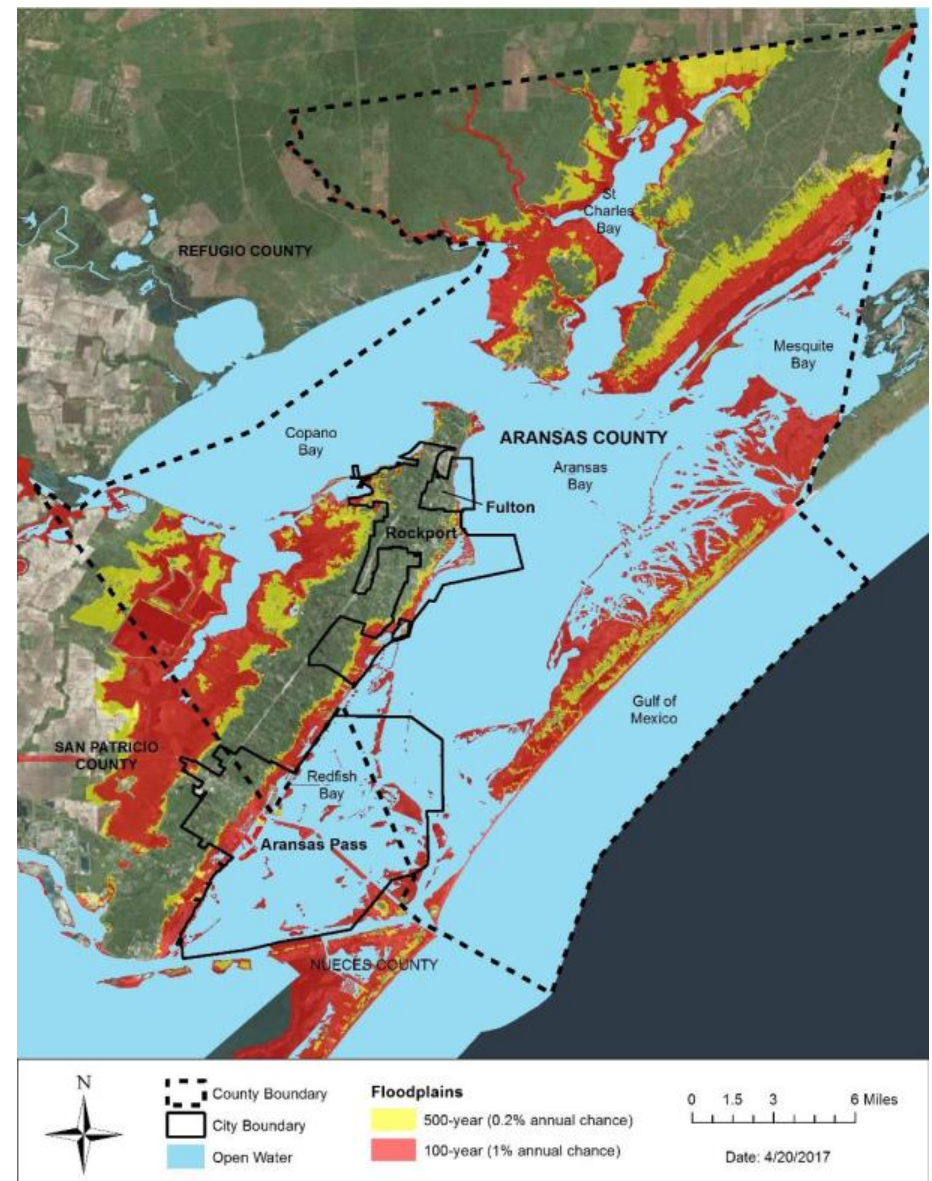 St
Charles
Bay
REFUGIO COUNTY
Mesquite
Bay
Copano
Bay
ARANSAS COUNTY
Aransas
Bay
Fulton
Rockport
Gulf of
Mexico
SAN PATRICIO
COUNTY
Redfish
Bay
Aransas Pass
NUECES COUNTY
N
County Boundary
City Boundary
Open Water
Floodplains
500-year (0.2% annual chance)
100-year (1% annual chance)
0 1.5 3 6 Miles
Date: 4/20/2017